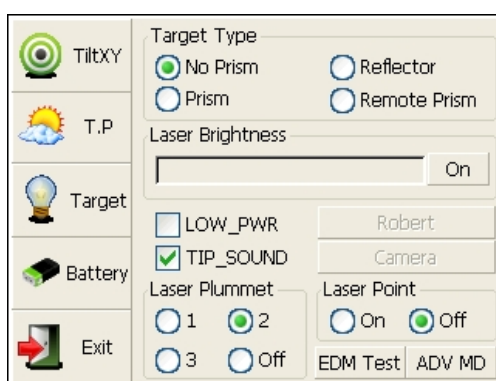 TiltXY
T.P
Target
Battery
Exit
Target Type
No Prism
Reflector
Prism
Remote Prism
Laser Brightness
On
LOW_PWR
Robert
TIP_SOUND
Camera
Laser Plummet
1
2
3
Off
Laser Point
On
Off
EDM Test
ADV MD